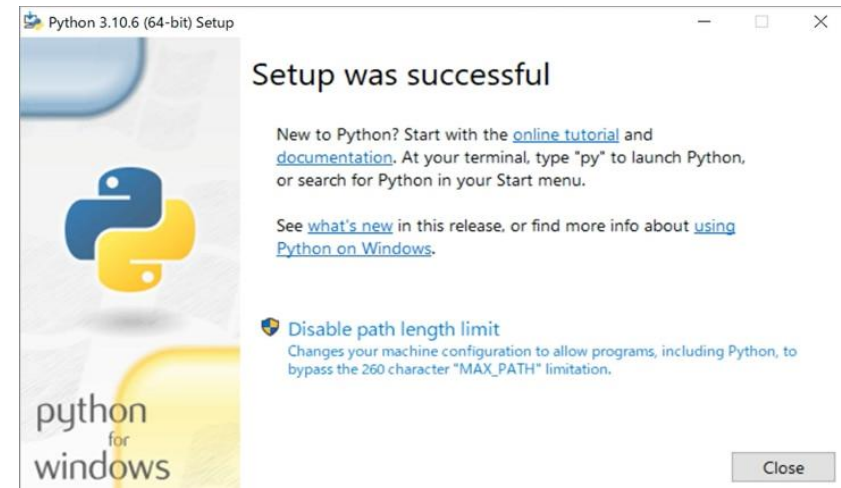 Python 3.10.6 (64-bit) Setup
Setup was successful
New to Python? Start with the online tutorial and
documentation. At your terminal, type "py" to launch Python,
or search for Python in your Start menu.
See what's new in this release, or find more info about using
Python on Windows.
Disable path length limit
Changes your machine configuration to allow programs, including Python, to
bypass the 260 character "MAX_PATH" limitation.
python
for
windows
Close